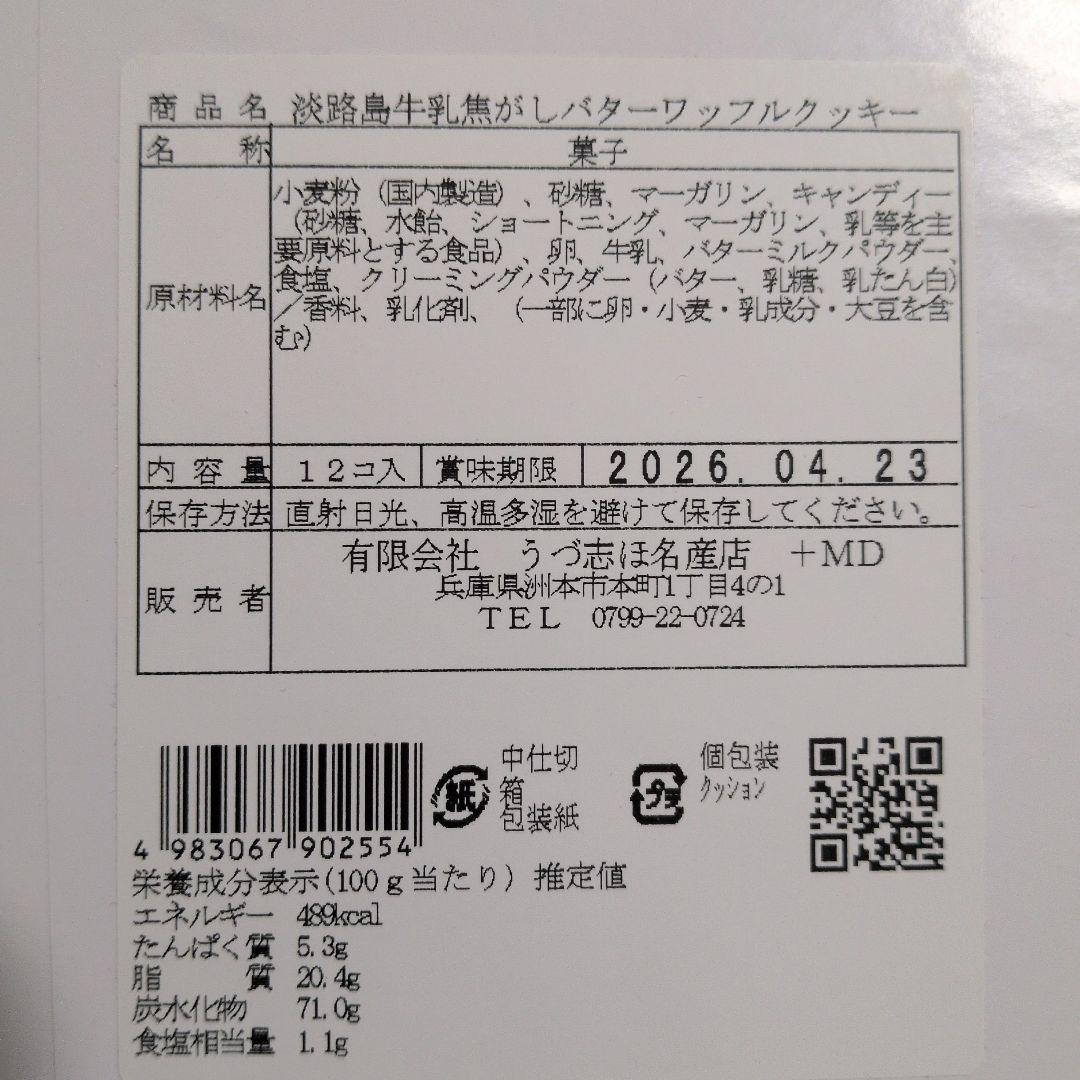 商品名 淡路島牛乳焦がしバターワッフルクッキー
名称 菓子
原材料名
小麦粉（国内製造）、砂糖、マーガリン、キャンディー
（砂糖、水飴、ショートニング、マーガリン、乳等を主
要原料とする食品）、卵、牛乳、バターミルクパウダー、
食塩、クリーミングパウダー（バター、乳糖、乳たん白）
／香料、乳化剤、（一部に卵・小麦・乳成分・大豆を含
む）
内容量 12コ入 賞味期限 2026.04.23
保存方法 直射日光、高温多湿を避けて保存してください。
販売者
有限会社 うづ志ほ名産店 +MD
兵庫県洲本市本町1丁目4の1
TEL 0799-22-0724
4 983067 902554
紙
中仕切
箱
包装紙
プラ
個包装
クッション
栄養成分表示(100g当たり) 推定値
エネルギー 489kcal
たんぱく質 5.3g
脂質 20.4g
炭水化物 71.0g
食塩相当量 1.1g